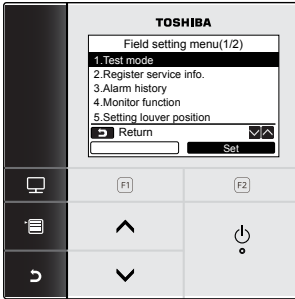 TOSHIBA
Field setting menu(1/2)
1.Test mode
2.Register service info.
3.Alarm history
4.Monitor function
5.Setting louver position
Return
Set
F1
F2